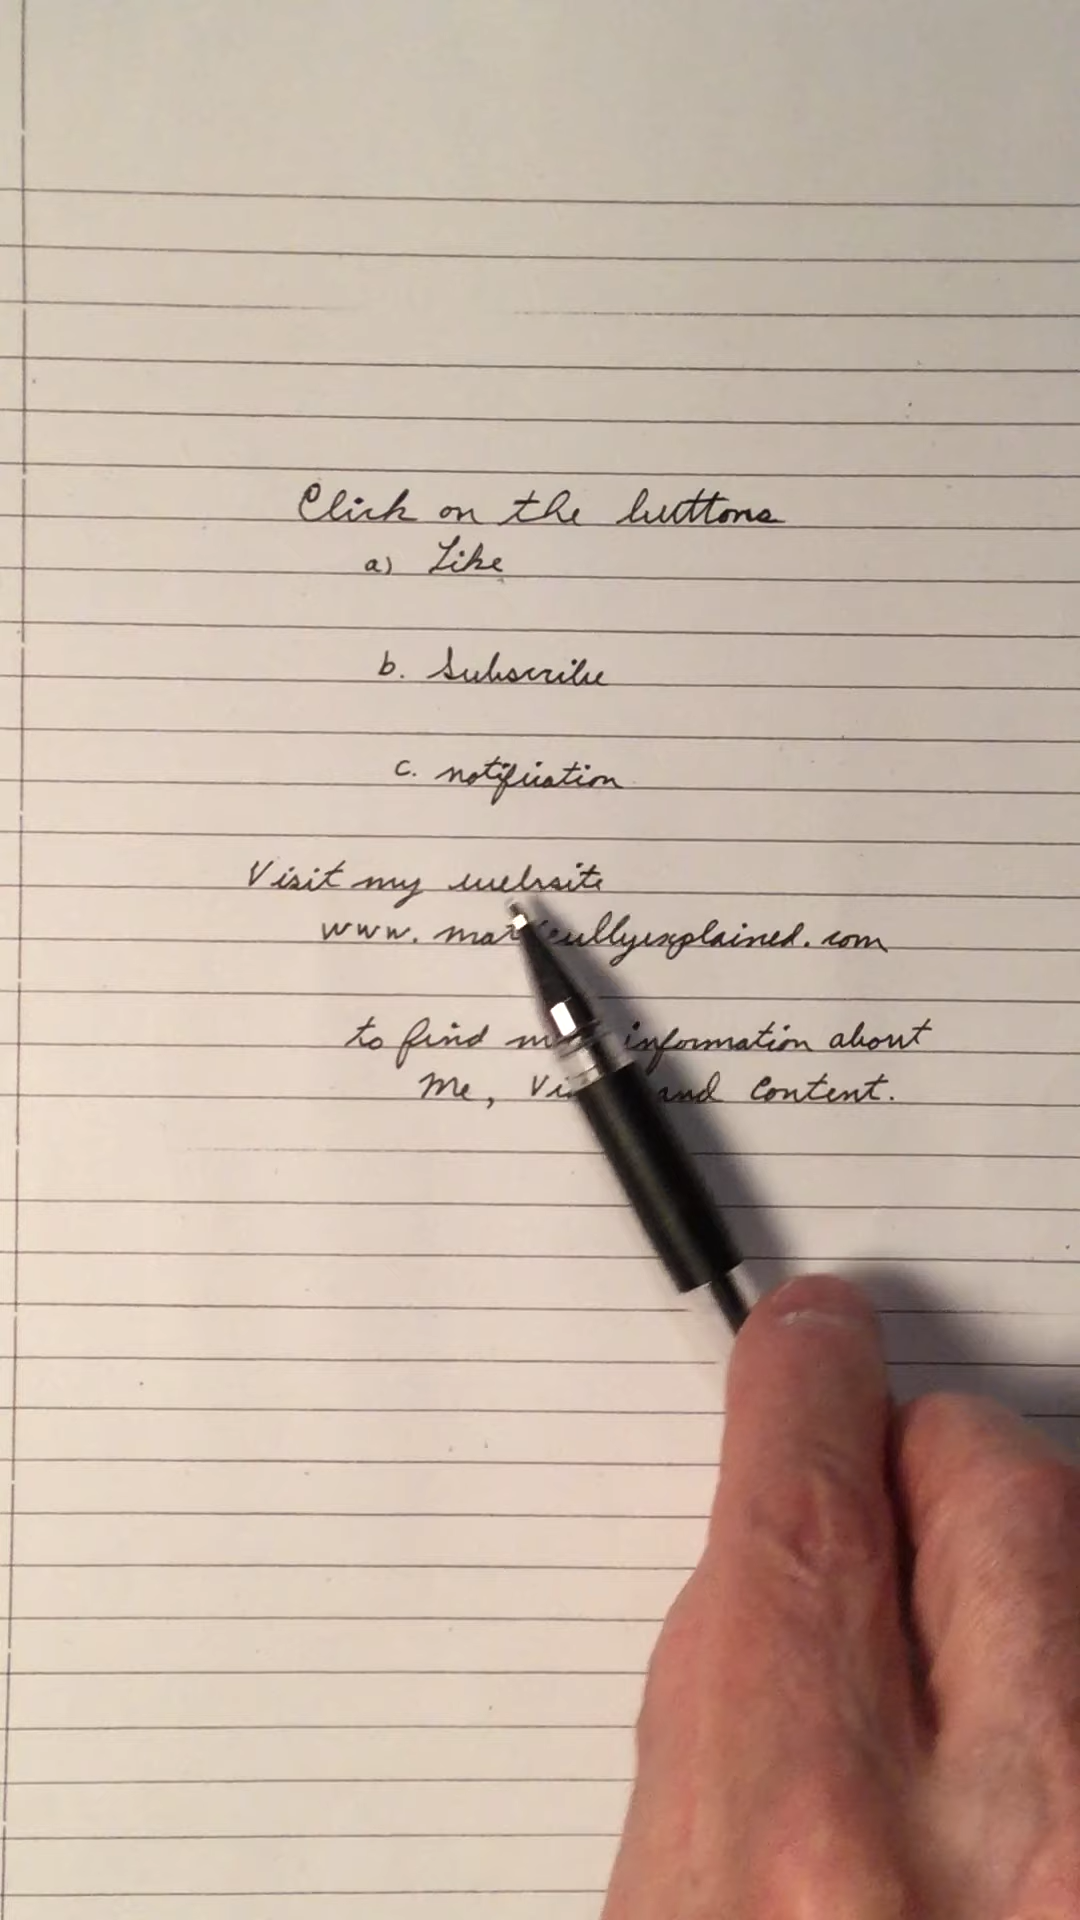 Click on the buttons
a) Like
b. Subscribe
c. notification
Visit my website
to find information about
Me, and Content.